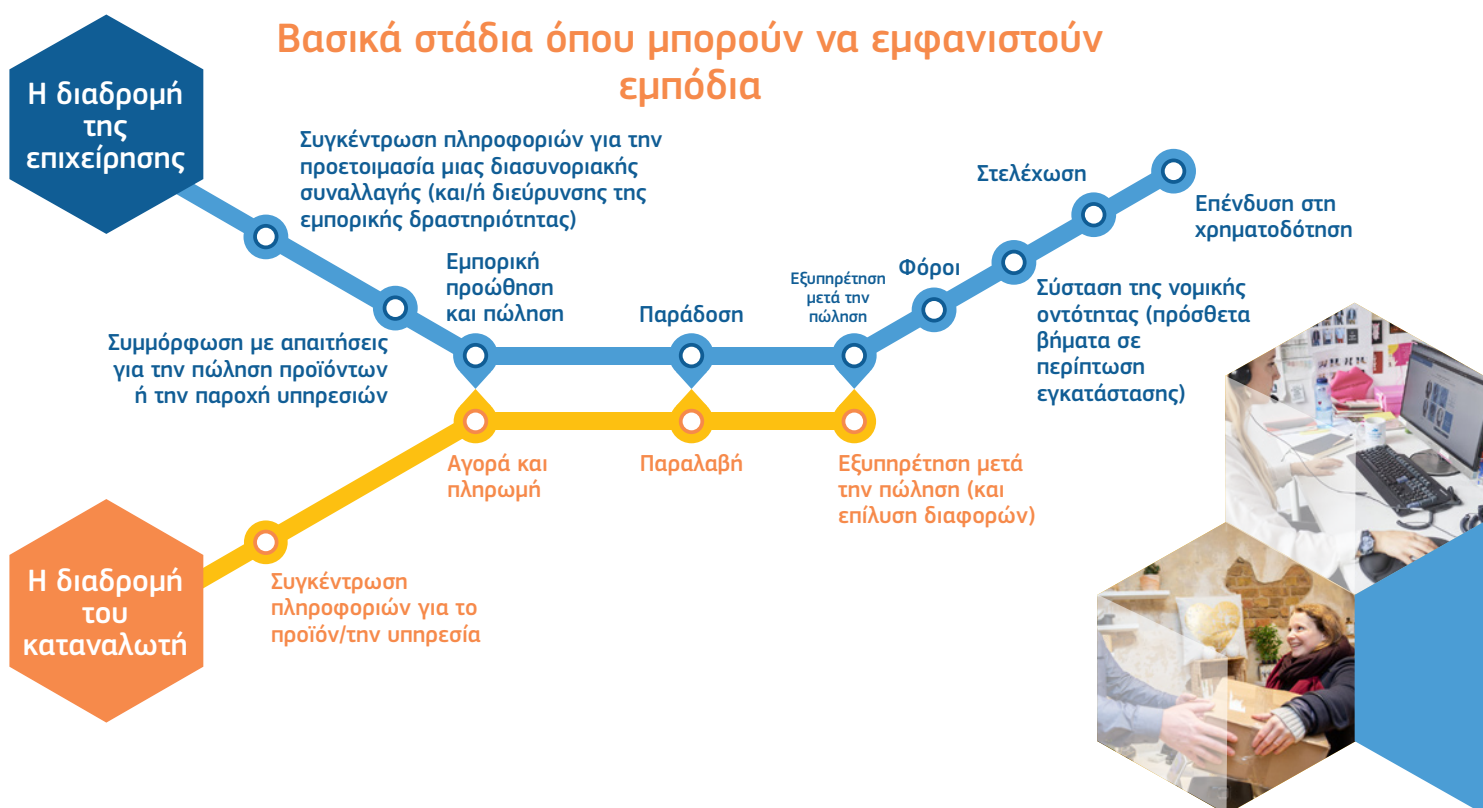 Βασικά στάδια όπου μπορούν να εμφανιστούν
εμπόδια
Η διαδρομή
της
επιχείρησης
Συγκέντρωση πληροφοριών για την
προετοιμασία μιας διασυνοριακής
συναλλαγής (και/ή διεύρυνσης της
εμπορικής δραστηριότητας)
Συμμόρφωση με απαιτήσεις
για την πώληση προϊόντων
ή την παροχή υπηρεσιών
Εμπορική
προώθηση
και πώληση
Παράδοση
Εξυπηρέτηση
μετά την
πώληση
Φόροι
Σύσταση της νομικής
οντότητας (πρόσθετα
βήματα σε
περίπτωση
εγκατάστασης)
Στελέχωση
Επένδυση στη
χρηματοδότηση
Η διαδρομή
του
καταναλωτή
Συγκέντρωση
πληροφοριών για το
προϊόν/την υπηρεσία
Αγορά και
πληρωμή
Παραλαβή
Εξυπηρέτηση μετά
την πώληση (και
επίλυση διαφορών)